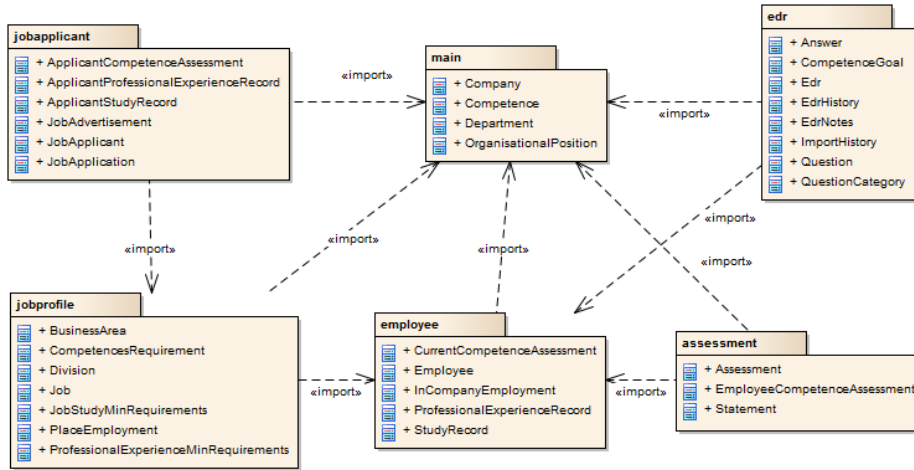 jobapplicant
+ ApplicantCompetenceAssessment
+ ApplicantProfessionalExperienceRecord
+ ApplicantStudyRecord
+ JobAdvertisement
+ JobApplicant
+ JobApplication
«import»
main
+ Company
+ Competence
+ Department
+ OrganisationalPosition
«import»
edr
+ Answer
+ CompetenceGoal
+ Edr
+ EdrHistory
+ EdrNotes
+ ImportHistory
+ Question
+ QuestionCategory
«import»
«import»
«import»
«import»
«import»
jobprofile
+ BusinessArea
+ CompetencesRequirement
+ Division
+ Job
+ JobStudyMinRequirements
+ PlaceEmployment
+ ProfessionalExperienceMinRequirements
«import»
employee
+ CurrentCompetenceAssessment
+ Employee
+ InCompanyEmployment
+ ProfessionalExperienceRecord
+ StudyRecord
«import»
assessment
+ Assessment
+ EmployeeCompetenceAssessment
+ Statement